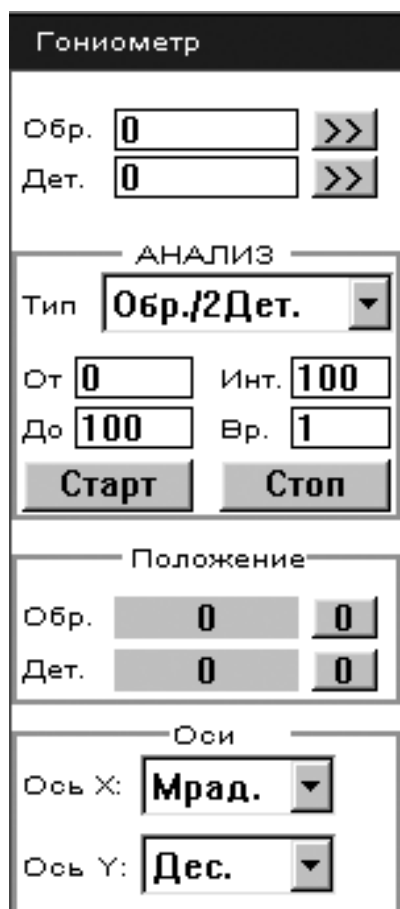 Гониометр
Обр. 0 >>
Дет. 0 >>
АНАЛИЗ
Тип Обр./2Дет.
От 0 Инт. 100
До 100 Вр. 1
Старт Стоп
Положение
Обр. 0 0
Дет. 0 0
Оси
Ось X: Мрад.
Ось Y: Дес.